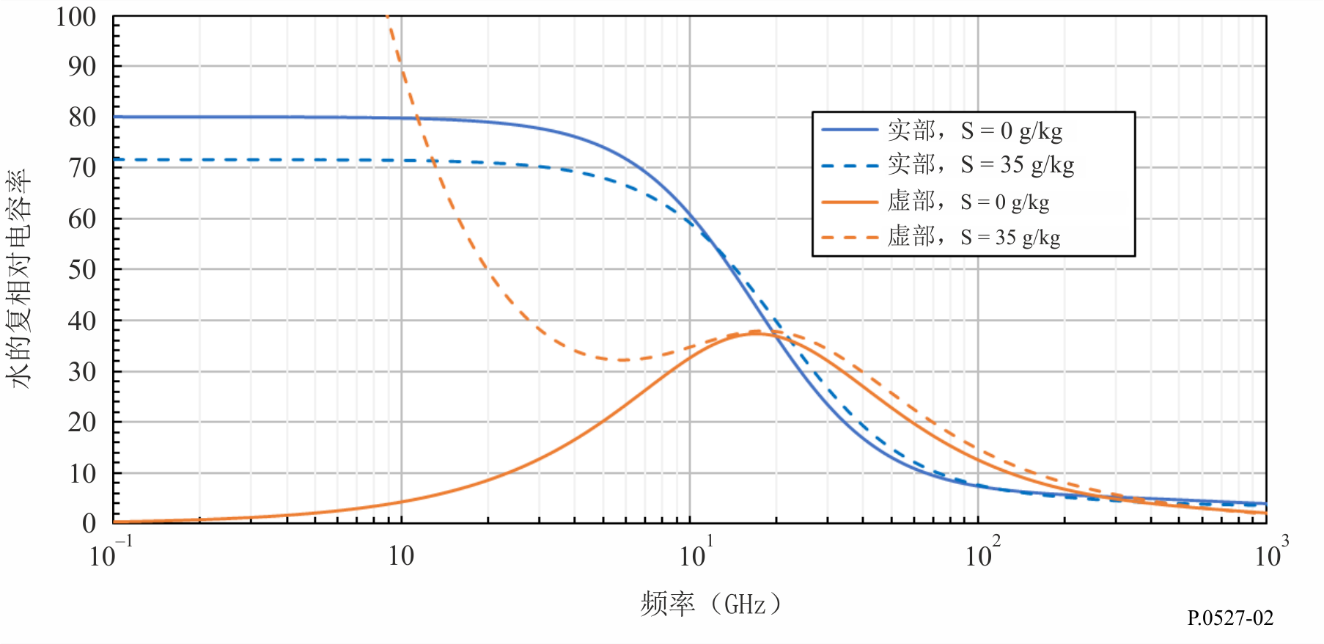 100
90
80
70
60
50
40
30
20
10
0
水的复相对电容率
实部，S = 0 g/kg
实部，S = 35 g/kg
虚部，S = 0 g/kg
虚部，S = 35 g/kg
10⁻¹ 10 10¹ 10² 10³
频率（GHz）
P.0527-02